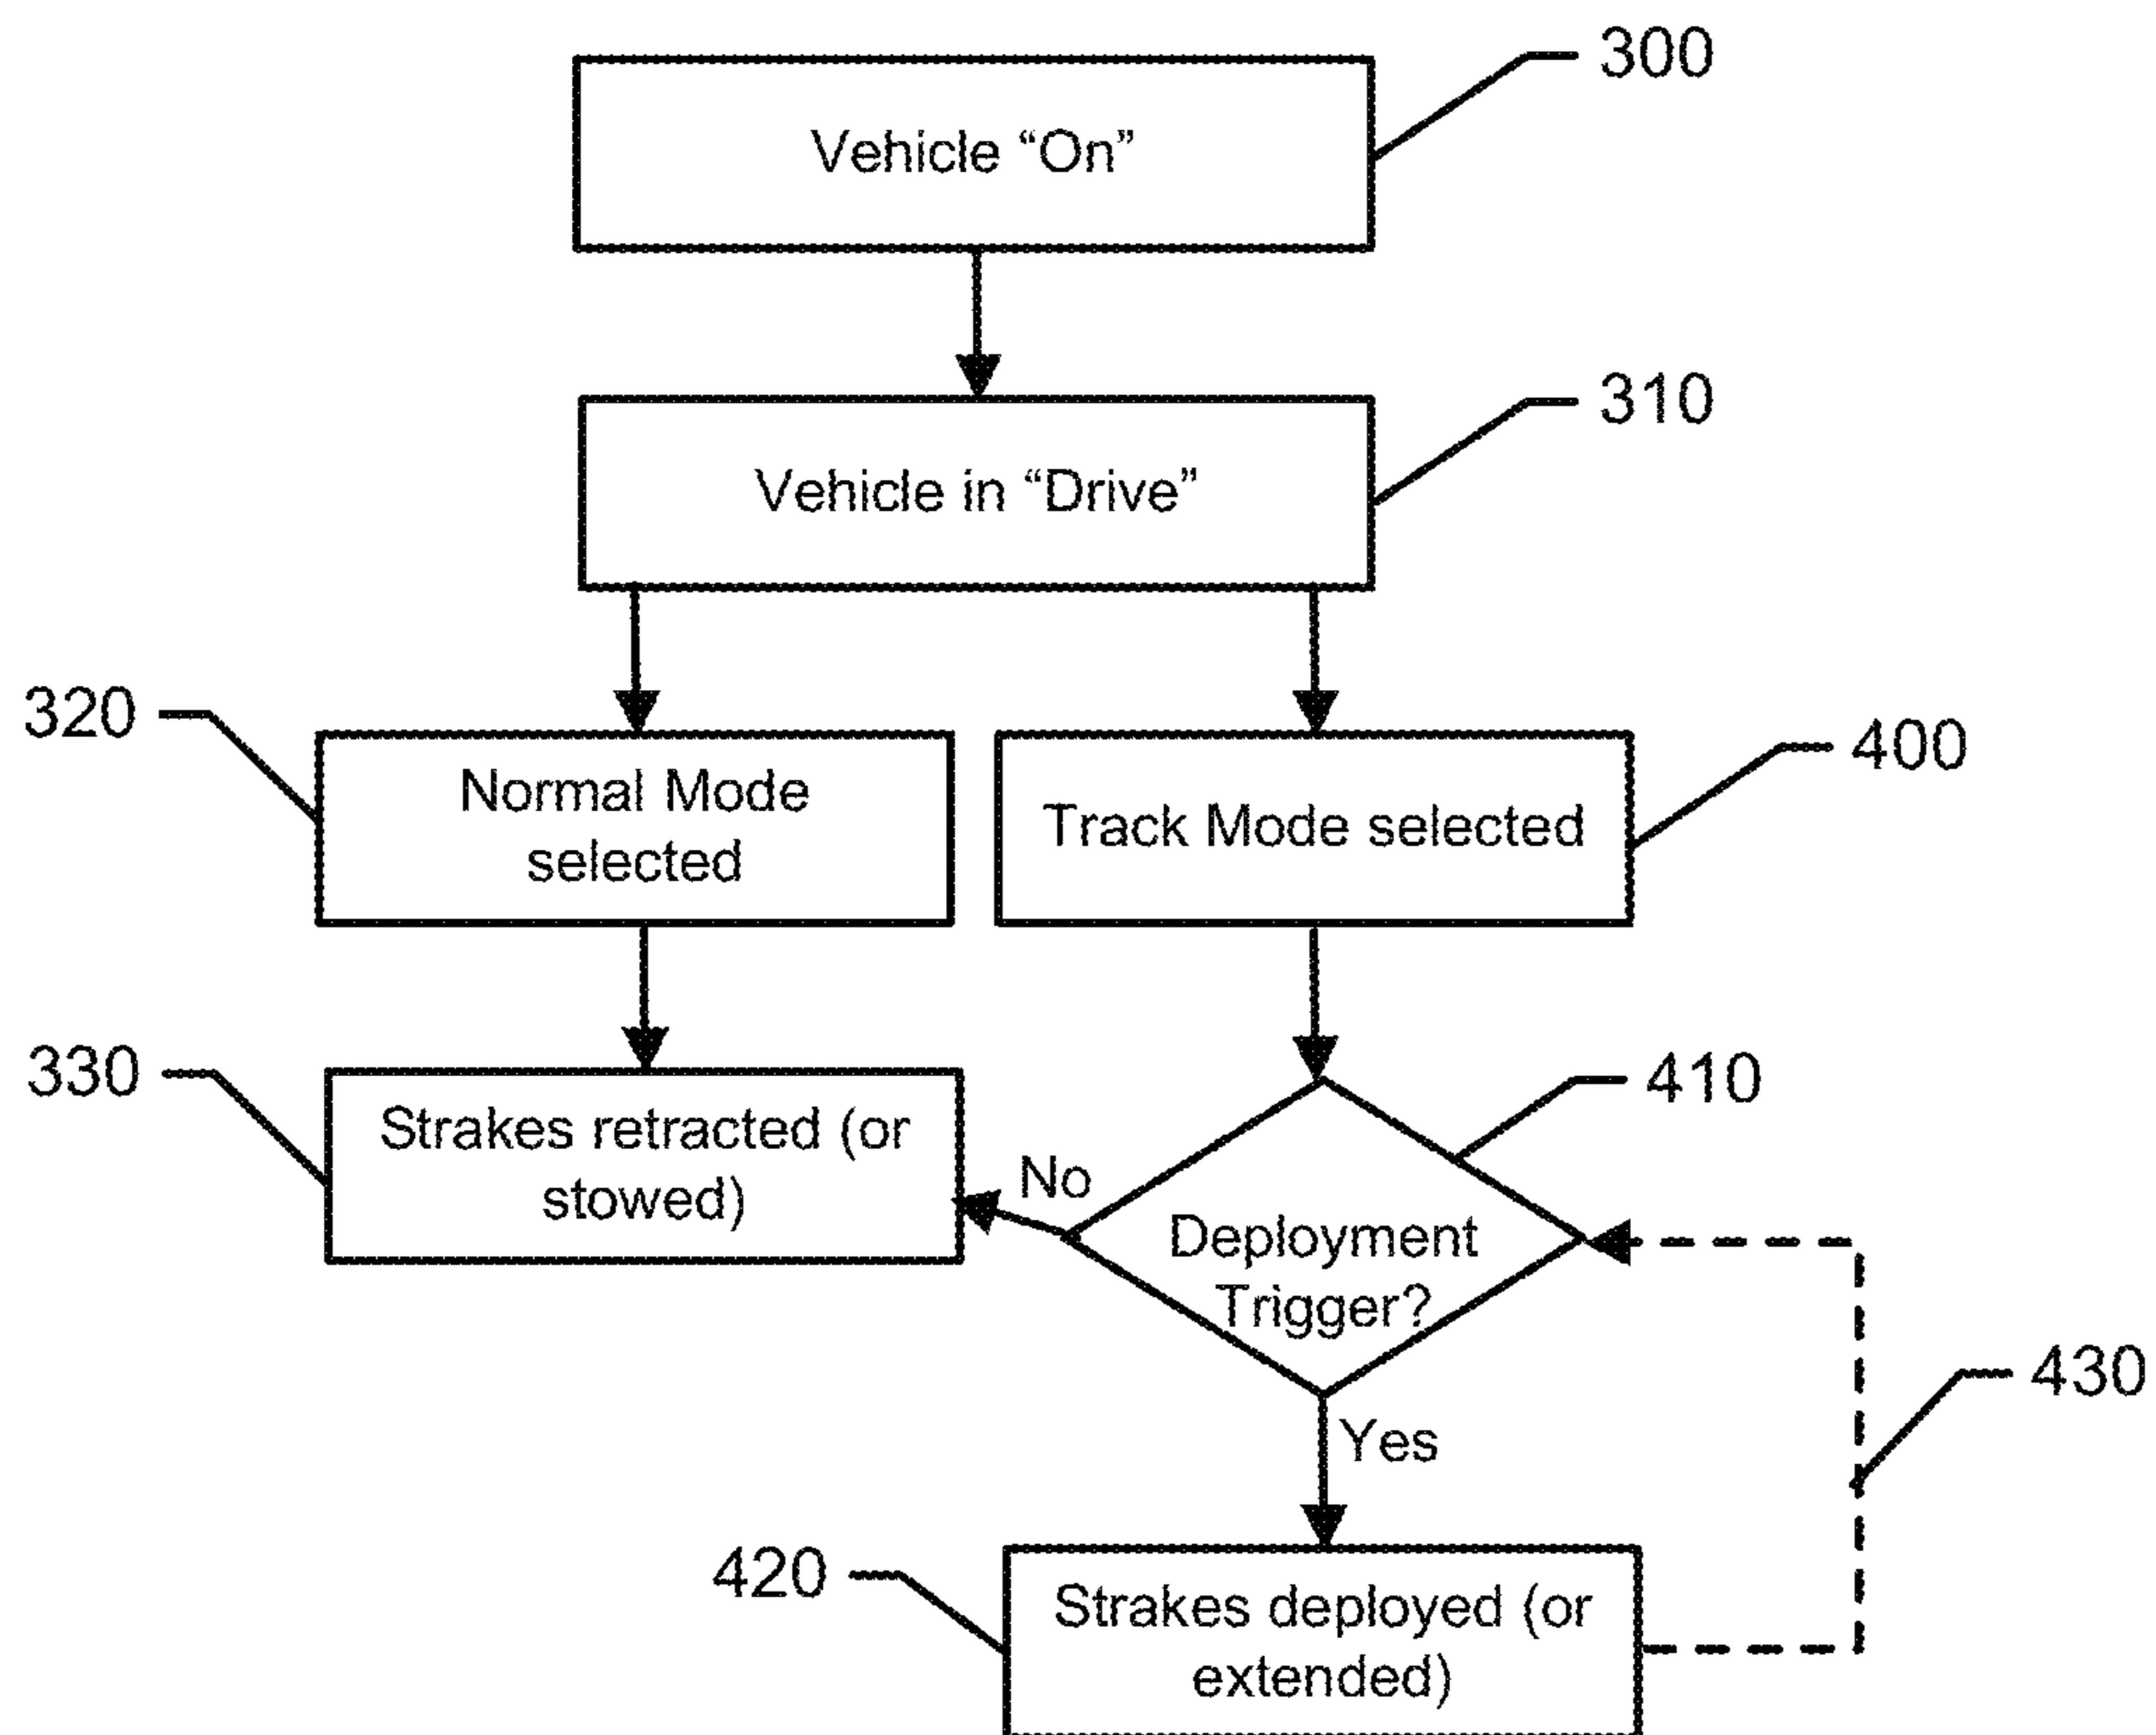 300
Vehicle “On”
310
Vehicle in “Drive”
320
Normal Mode
selected
400
Track Mode selected
330
Strakes retracted (or
stowed)
No
410
Deployment
Trigger?
430
Yes
420
Strakes deployed (or
extended)